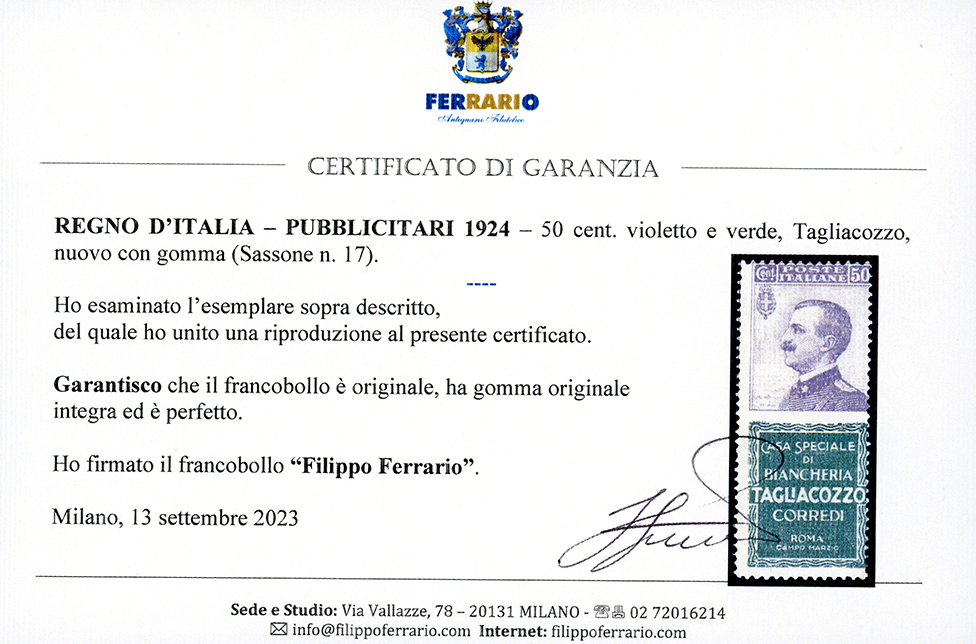 FERRARIO
Antiquario Filatelico
CERTIFICATO DI GARANZIA
REGNO D'ITALIA – PUBBLICITARI 1924 – 50 cent. violetto e verde, Tagliacozzo,
nuovo con gomma (Sassone n. 17).
Ho esaminato l'esemplare sopra descritto,
del quale ho unito una riproduzione al presente certificato.
Garantisco che il francobollo è originale, ha gomma originale
integra ed è perfetto.
Ho firmato il francobollo “Filippo Ferrario”.
Milano, 13 settembre 2023
Cent. POSTE 50
ITALIANE
CASA SPECIALE
DI
BIANCHERIA
TAGLIACOZZO
CORREDI
ROMA
CAMPO MARZIO
Sede e Studio: Via Vallazze, 78 – 20131 MILANO - 02 72016214
info@filippoferrario.com Internet: filippoferrario.com